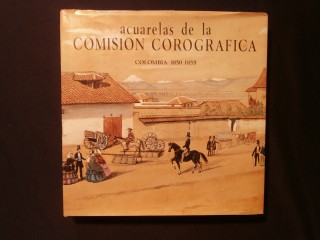 acuarelas de la
COMISION COROGRAFICA
COLOMBIA 1850-1859